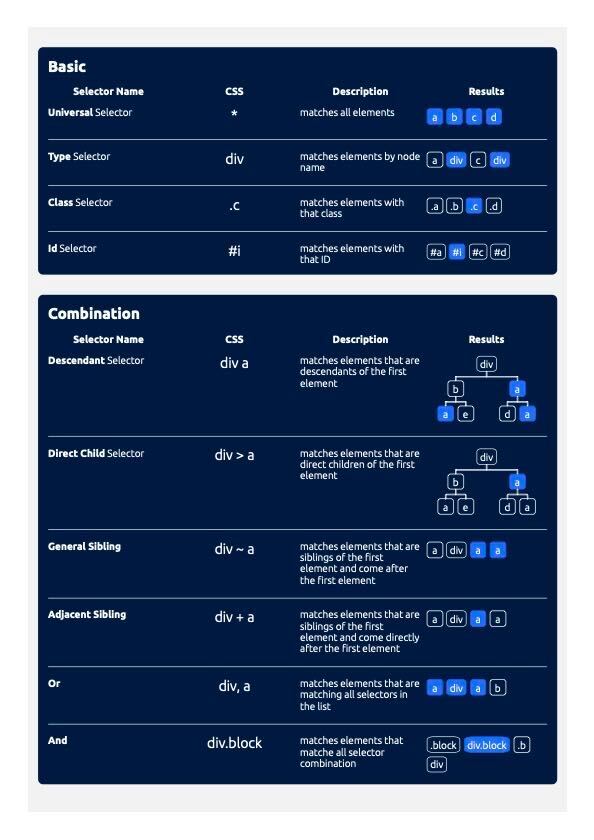 Basic
Selector Name CSS Description Results
Universal Selector * matches all elements a b c d
Type Selector div matches elements by node a div c div
name
Class Selector .c matches elements with .a .b .c .d
that class
Id Selector #i matches elements with #a #i #c #d
that ID
Combination
Selector Name CSS Description Results
Descendant Selector div a matches elements that are div
descendants of the first
element b a
a e d a
Direct Child Selector div > a matches elements that are div
direct children of the first
element b a
a e d a
General Sibling div ~ a matches elements that are a div a a
siblings of the first
element and come after
the first element
Adjacent Sibling div + a matches elements that are a div a a
siblings of the first
element and come directly
after the first element
Or div, a matches elements that are a div a b
matching all selectors in
the list
And div.block matches elements that .block div.block .b
matche all selector
combination div